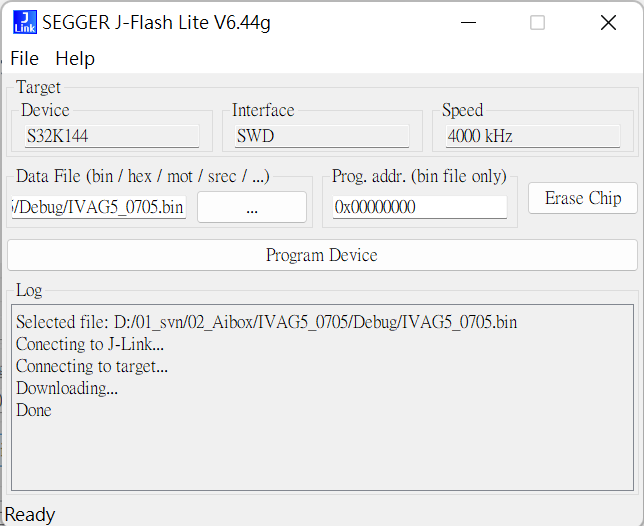 J Link SEGGER J-Flash Lite V6.44g
File Help
Target
Device Interface Speed
S32K144 SWD 4000 kHz
Data File (bin / hex / mot / srec / ...) Prog. addr. (bin file only)
/Debug/IVAG5_0705.bin ... 0x00000000 Erase Chip
Program Device
Log
Selected file: D:/01_svn/02_Aibox/IVAG5_0705/Debug/IVAG5_0705.bin
Conecting to J-Link...
Connecting to target...
Downloading...
Done
Ready